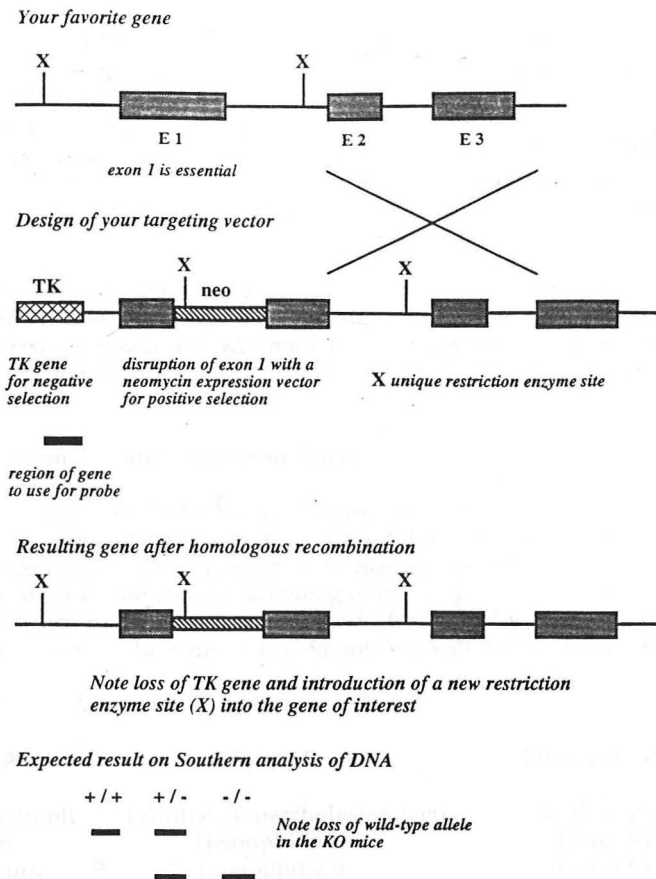 Your favorite gene
X X
E 1 E 2 E 3
exon 1 is essential
Design of your targeting vector
X
TK neo X
TK gene
for negative
selection
disruption of exon 1 with a
neomycin expression vector
for positive selection
X unique restriction enzyme site
region of gene
to use for probe
Resulting gene after homologous recombination
X X X
Note loss of TK gene and introduction of a new restriction
enzyme site (X) into the gene of interest
Expected result on Southern analysis of DNA
+ / + + / - - / -
Note loss of wild-type allele
in the KO mice